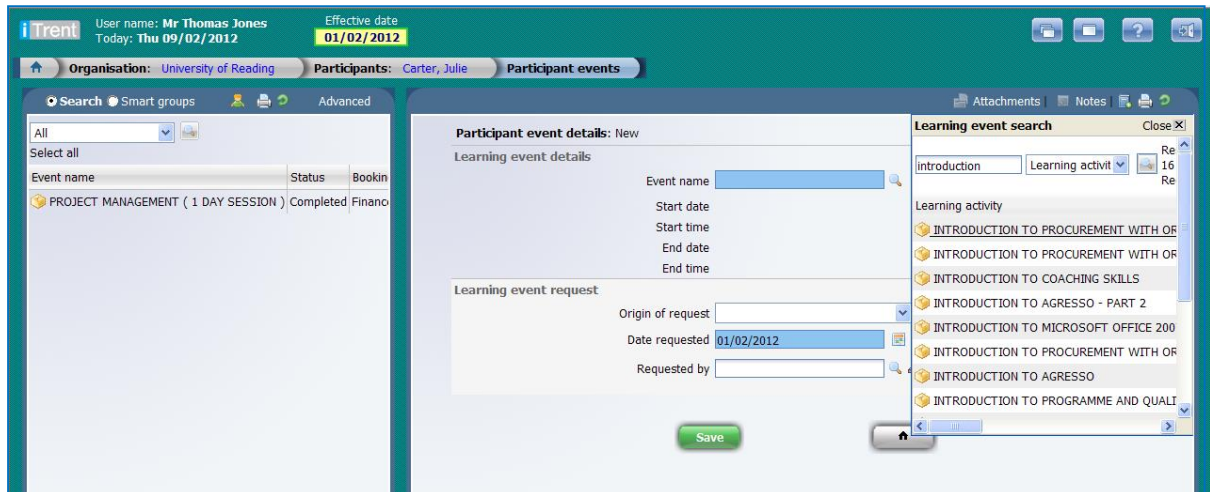 iTrent
User name: Mr Thomas Jones
Today: Thu 09/02/2012
Effective date
01/02/2012
?
Organisation: University of Reading
Participants: Carter, Julie
Participant events
Search Smart groups Advanced
All
Select all
Event name Status Bookin
PROJECT MANAGEMENT ( 1 DAY SESSION ) Completed Financ
Attachments Notes
Participant event details: New
Learning event details
Event name
Start date
Start time
End date
End time
Learning event request
Origin of request
Date requested 01/02/2012
Requested by
Save
Learning event search Close
introduction Learning activit
Re
16
Re
Learning activity
INTRODUCTION TO PROCUREMENT WITH OR
INTRODUCTION TO PROCUREMENT WITH OR
INTRODUCTION TO COACHING SKILLS
INTRODUCTION TO AGRESSO - PART 2
INTRODUCTION TO MICROSOFT OFFICE 200
INTRODUCTION TO PROCUREMENT WITH OR
INTRODUCTION TO AGRESSO
INTRODUCTION TO PROGRAMME AND QUALI